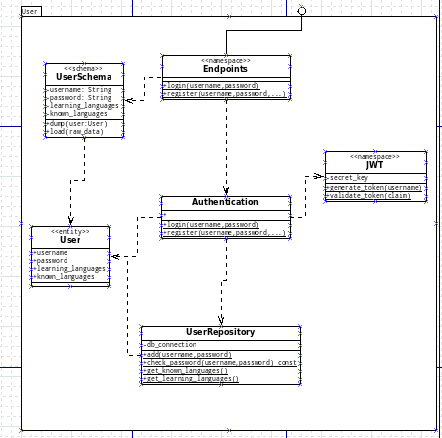 User
<<schema>>
UserSchema
-username: String
-password: String
-learning_languages
-known_languages
+dump(user:User)
+load(raw_data)
<<namespace>>
Endpoints
+login(username,password)
+register(username,password,...)
<<namespace>>
JWT
-secret_key
+generate_token(username)
+validate_token(claim)
Authentication
+login(username,password)
+register(username,password,...)
<<entity>>
User
+username
+password
+learning_languages
+known_languages
UserRepository
-db_connection
+add(username,password)
+check_password(username,password) const
+get_known_languages()
+get_learning_languages()